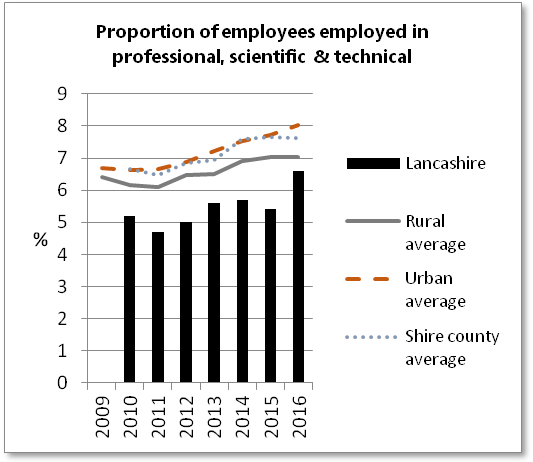 Proportion of employees employed in
professional, scientific & technical
9
8
7
6
5
4
3
2
1
0
%
2009
2010
2011
2012
2013
2014
2015
2016
Lancashire
Rural
average
Urban
average
Shire county
average